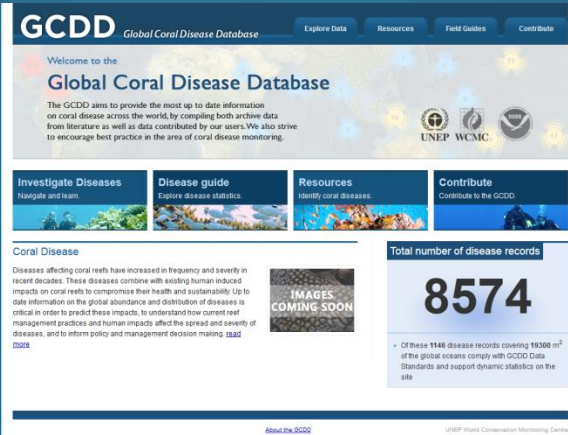 GCDD Global Coral Disease Database
Explore Data Resources Field Guides Contribute
Welcome to the
Global Coral Disease Database
The GCDD aims to provide the most up to date information
on coral disease across the world, by compiling both archive data
from literature as well as data contributed by our users. We also strive
to encourage best practice in the area of coral disease monitoring.
UNEP WCMC
Investigate Diseases
Navigate and learn.
Disease guide
Explore disease statistics.
Resources
Identify coral diseases.
Contribute
Contribute to the GCDD.
Coral Disease
Diseases affecting coral reefs have increased in frequency and severity in
recent decades. These diseases combine with existing human induced
impacts on coral reefs to compromise their health and sustainability. Up to
date information on the global abundance and distribution of diseases is
critical in order to predict these impacts, to understand how current reef
management practices and human impacts affect the spread and severity of
diseases, and to inform policy and management decision making. read
more
IMAGES
COMING SOON
Total number of disease records
8574
Of these 1146 disease records covering 19300 m²
of the global oceans comply with GCDD Data
Standards and support dynamic statistics on the
site
About the GCDD
UNEP World Conservation Monitoring Centre